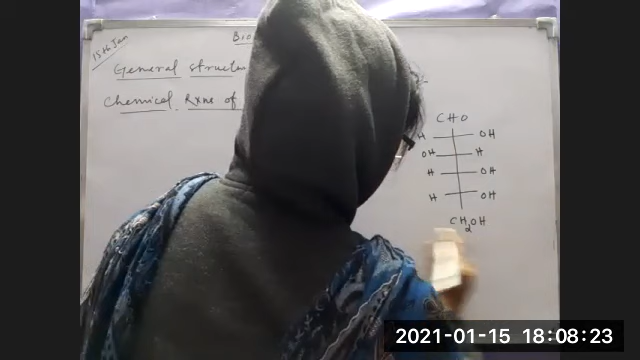 15th Jan
Bio
General structu
Chemical Rxns of
CHO
H OH
OH H
H OH
H OH
CH2OH
2021-01-15 18:08:23